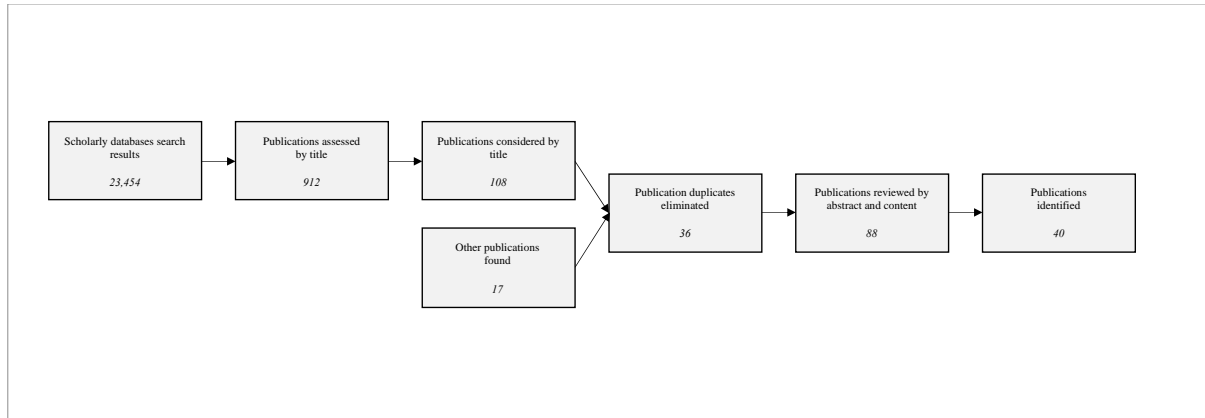 Scholarly databases search
results
23,454
Publications assessed
by title
912
Publications considered by
title
108
Other publications
found
17
Publication duplicates
eliminated
36
Publications reviewed by
abstract and content
88
Publications
identified
40